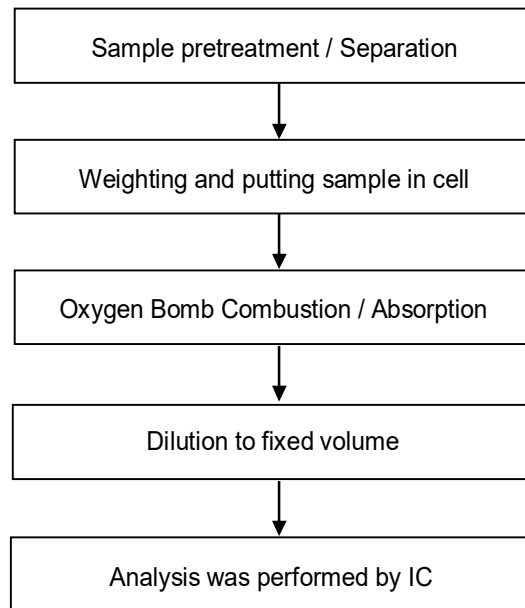 Sample pretreatment / Separation
Weighting and putting sample in cell
Oxygen Bomb Combustion / Absorption
Dilution to fixed volume
Analysis was performed by IC